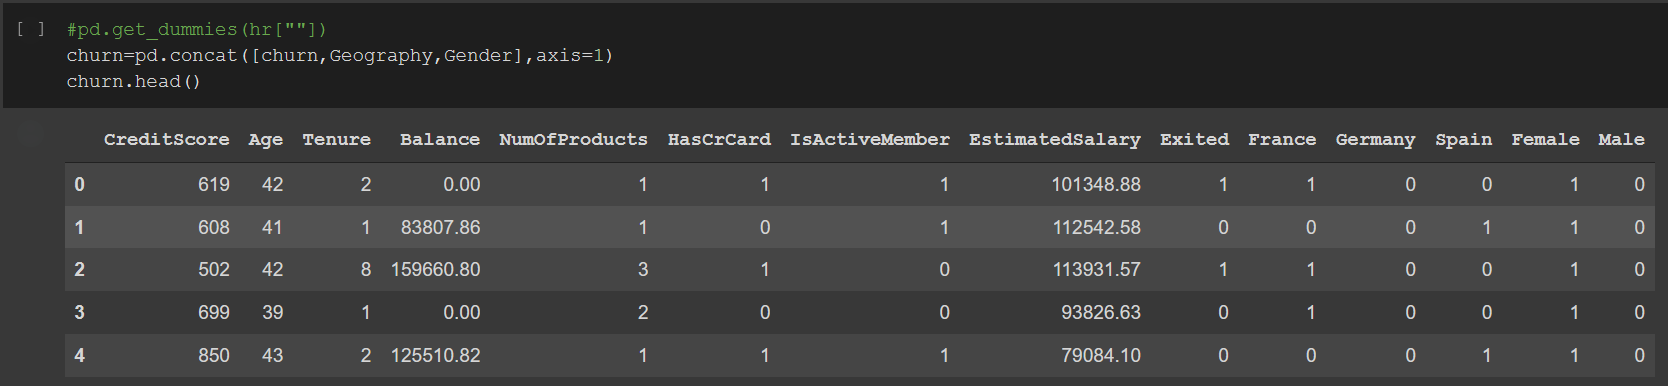 [ ] #pd.get_dummies(hr[""])
churn=pd.concat([churn,Geography,Gender],axis=1)
churn.head()
CreditScore Age Tenure Balance NumOfProducts HasCrCard IsActiveMember EstimatedSalary Exited France Germany Spain Female Male
0 619 42 2 0.00 1 1 1 101348.88 1 1 0 0 1 0
1 608 41 1 83807.86 1 0 1 112542.58 0 0 0 1 1 0
2 502 42 8 159660.80 3 1 0 113931.57 1 1 0 0 1 0
3 699 39 1 0.00 2 0 0 93826.63 0 1 0 0 1 0
4 850 43 2 125510.82 1 1 1 79084.10 0 0 0 1 1 0